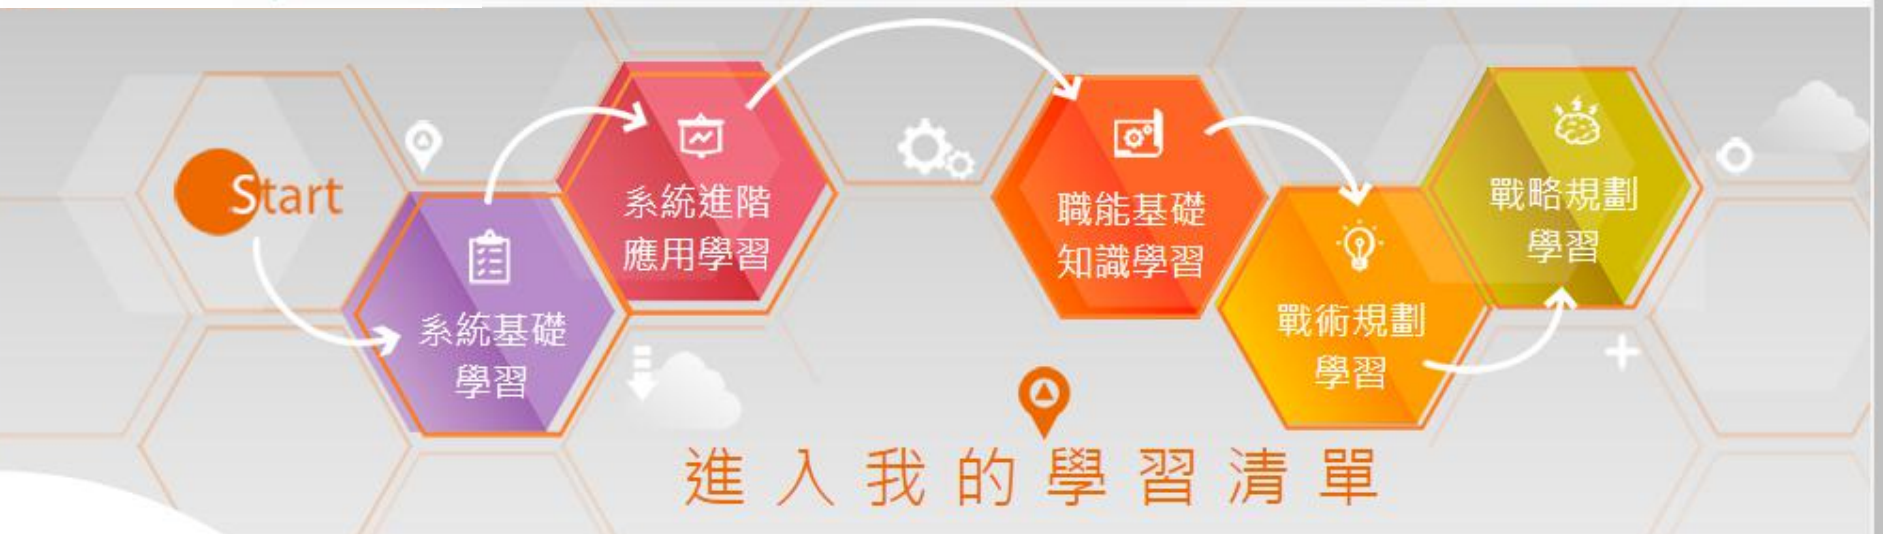 Start
系統基礎
學習
系統進階
應用學習
職能基礎
知識學習
戰術規劃
學習
戰略規劃
學習
進入我的學習清單